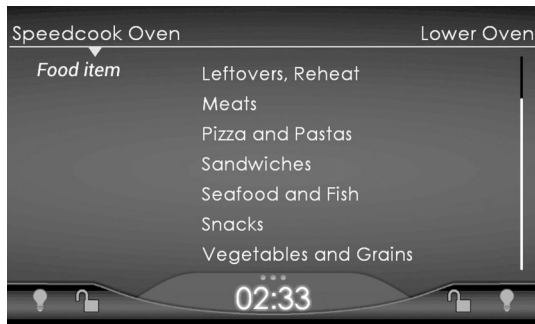 Speedcook Oven Lower Oven
Food item
Leftovers, Reheat
Meats
Pizza and Pastas
Sandwiches
Seafood and Fish
Snacks
Vegetables and Grains
02:33